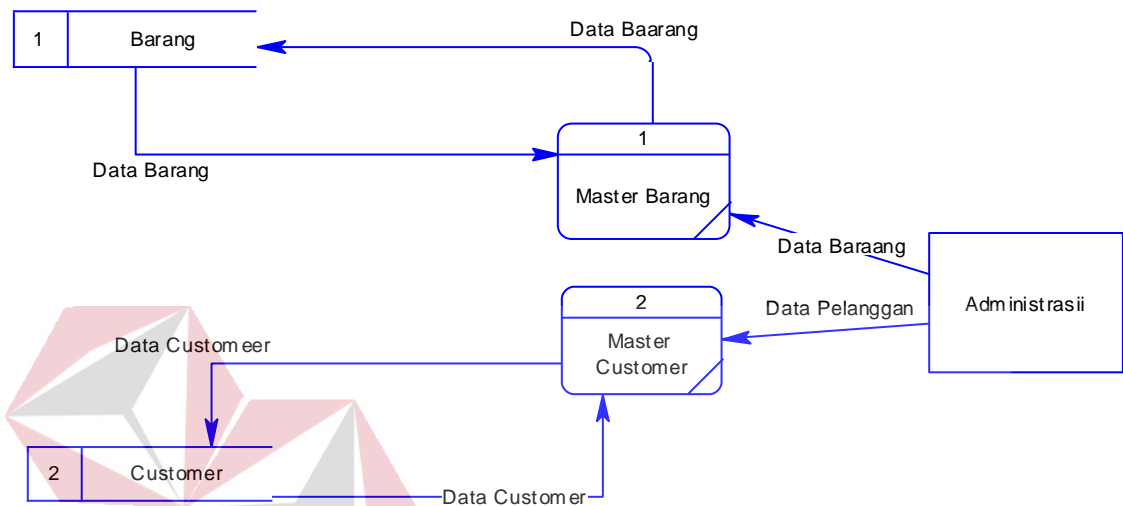 Data Baarang
1
Barang
1
Data Barang
Master Barang
Data Baraang
2
Administrasii
Data Pelanggan
Master
Customer
Data Customeer
2
Customer
Data Customer